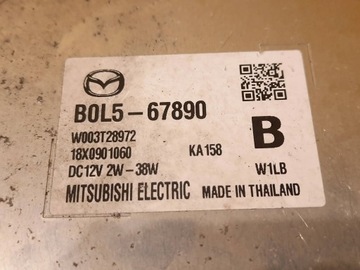 B0L5-67890
W003T28972
18X0901060 KA158 B
DC12V 2W-38W W1LB
MITSUBISHI ELECTRIC MADE IN THAILAND